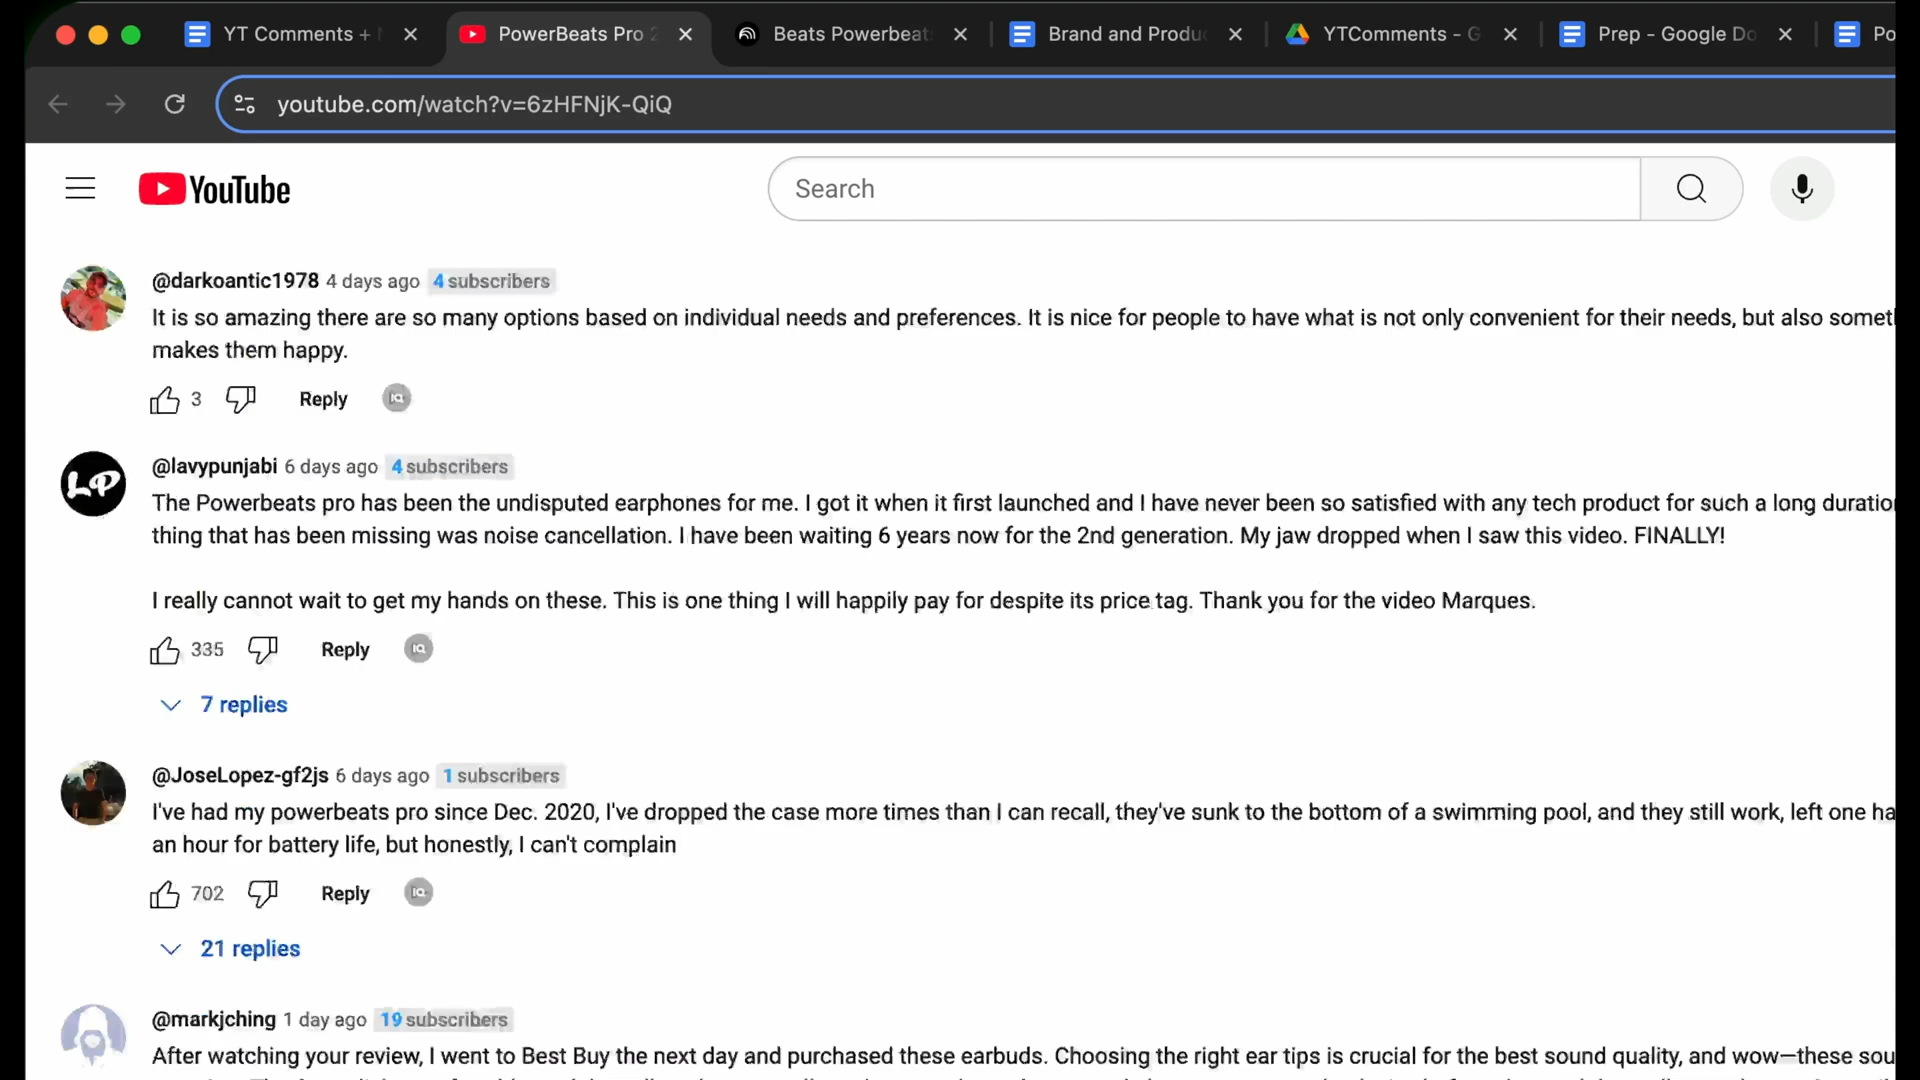 YT Comments +
PowerBeats Pro 2
Beats Powerbeats
Brand and Produ
YTComments - G
Prep - Google Do
Po
youtube.com/watch?v=6zHFNjK-QiQ
YouTube
Search
@darkoantic1978 4 days ago 4 subscribers
It is so amazing there are so many options based on individual needs and preferences. It is nice for people to have what is not only convenient for their needs, but also somet
makes them happy.
3 Reply
LP
@lavypunjabi 6 days ago 4 subscribers
The Powerbeats pro has been the undisputed earphones for me. I got it when it first launched and I have never been so satisfied with any tech product for such a long duratio
thing that has been missing was noise cancellation. I have been waiting 6 years now for the 2nd generation. My jaw dropped when I saw this video. FINALLY!
I really cannot wait to get my hands on these. This is one thing I will happily pay for despite its price tag. Thank you for the video Marques.
335 Reply
7 replies
@JoseLopez-gf2js 6 days ago 1 subscribers
I've had my powerbeats pro since Dec. 2020, I've dropped the case more times than I can recall, they've sunk to the bottom of a swimming pool, and they still work, left one ha
an hour for battery life, but honestly, I can't complain
702 Reply
21 replies
@markjching 1 day ago 19 subscribers
After watching your review, I went to Best Buy the next day and purchased these earbuds. Choosing the right ear tips is crucial for the best sound quality, and wow—these sou